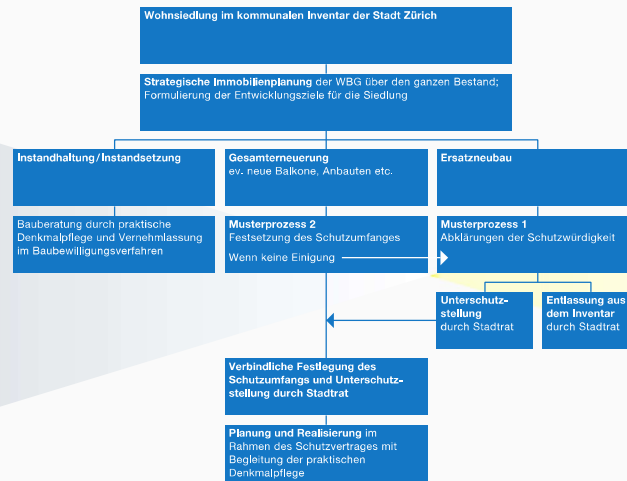 Wohnsiedlung im kommunalen Inventar der Stadt Zürich
Strategische Immobilienplanung der WBG über den ganzen Bestand;
Formulierung der Entwicklungsziele für die Siedlung
Instandhaltung/Instandsetzung
Gesamterneuerung
ev. neue Balkone, Anbauten etc.
Ersatzneubau
Bauberatung durch praktische
Denkmalpflege und Vernehmlassung
im Baubewilligungsverfahren
Musterprozess 2
Festsetzung des Schutzumfanges
Wenn keine Einigung
Musterprozess 1
Abklärungen der Schutzwürdigkeit
Unterschutz-
stellung
durch Stadtrat
Entlassung aus
dem Inventar
durch Stadtrat
Verbindliche Festlegung des
Schutzumfangs und Unterschutz-
stellung durch Stadtrat
Planung und Realisierung im
Rahmen des Schutzvertrages mit
Begleitung der praktischen
Denkmalpflege